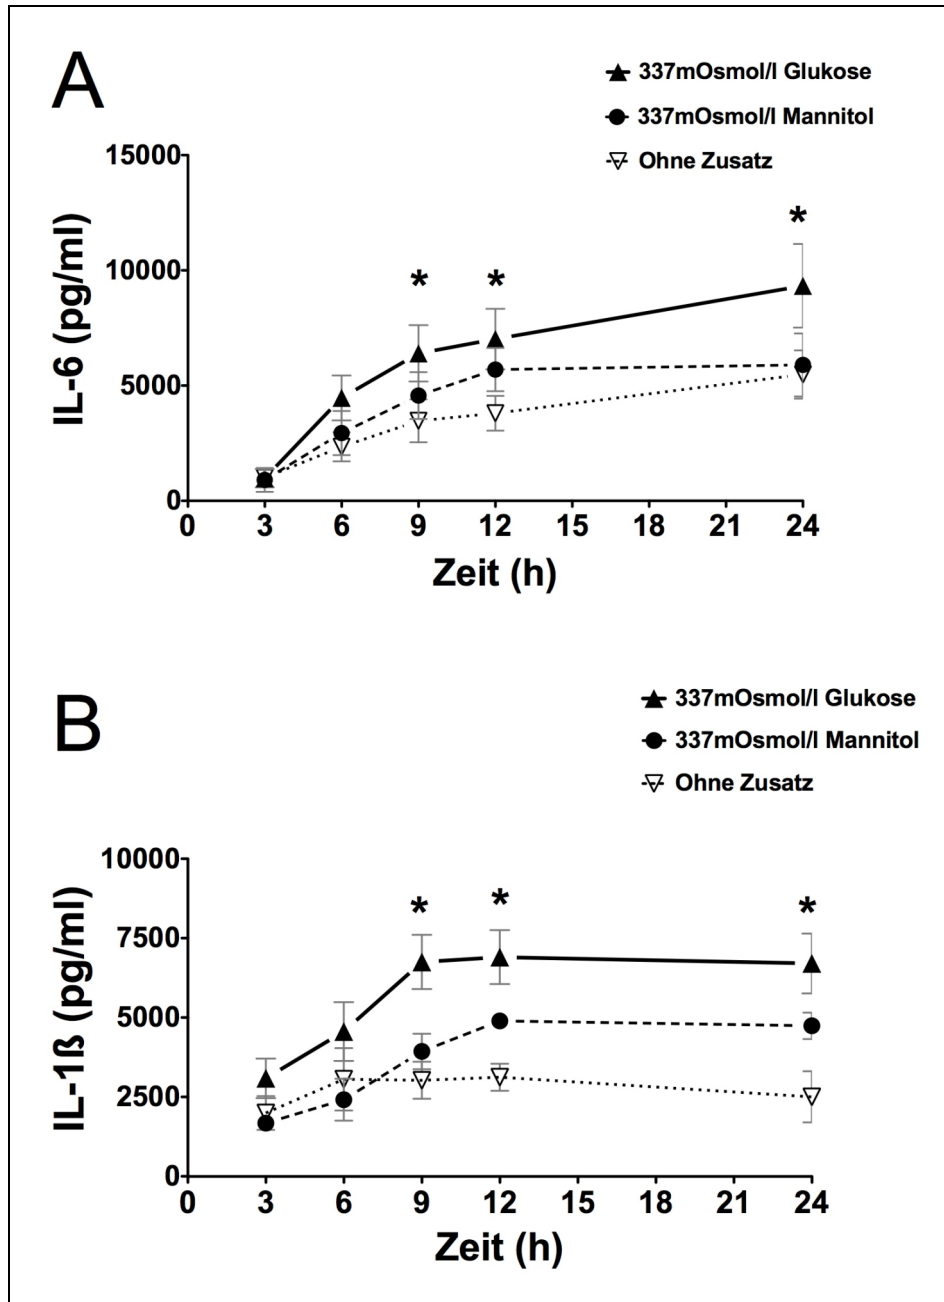 A
337mOsmol/l Glukose
337mOsmol/l Mannitol
Ohne Zusatz
15000
10000
5000
0
IL-6 (pg/ml)
* * *
0 3 6 9 12 15 18 21 24
Zeit (h)
B
337mOsmol/l Glukose
337mOsmol/l Mannitol
Ohne Zusatz
10000
7500
5000
2500
0
IL-1ß (pg/ml)
* * *
0 3 6 9 12 15 18 21 24
Zeit (h)